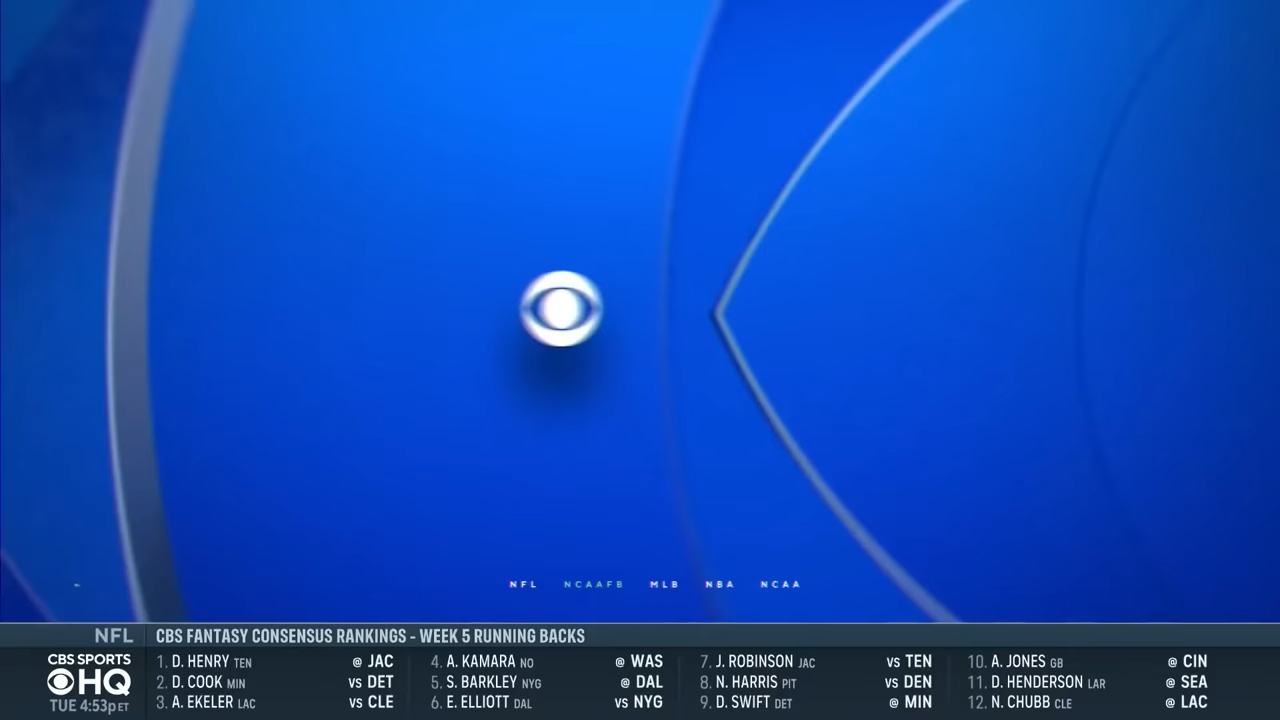 NFL NCAAFB MLB NBA NCAA
NFL CBS FANTASY CONSENSUS RANKINGS - WEEK 5 RUNNING BACKS
CBS SPORTS
HQ
TUE 4:53p ET
1. D. HENRY TEN @ JAC
2. D. COOK MIN vs DET
3. A. EKELER LAC vs CLE
4. A. KAMARA NO @ WAS
5. S. BARKLEY NYG @ DAL
6. E. ELLIOTT DAL vs NYG
7. J. ROBINSON JAC vs TEN
8. N. HARRIS PIT vs DEN
9. D. SWIFT DET @ MIN
10. A. JONES GB @ CIN
11. D. HENDERSON LAR @ SEA
12. N. CHUBB CLE @ LAC